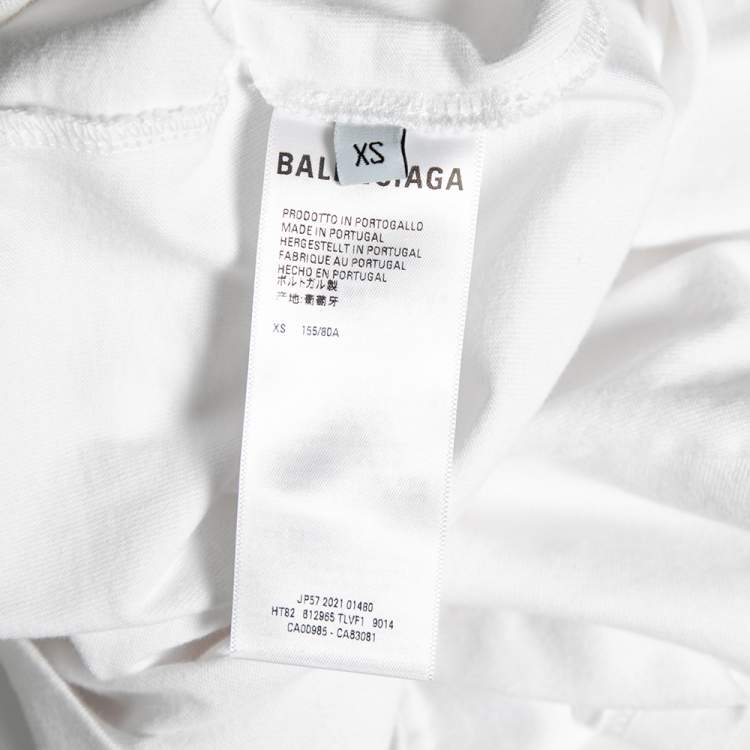 XS
BALENCIAGA
PRODOTTO IN PORTOGALLO
MADE IN PORTUGAL
HERGESTELLT IN PORTUGAL
FABRIQUE AU PORTUGAL
HECHO EN PORTUGAL
ポルトガル製
产地:葡萄牙
XS 155/80A
JP57 2021 01480
HT82 812965 TLVF1 9014
CA00985 - CA83081